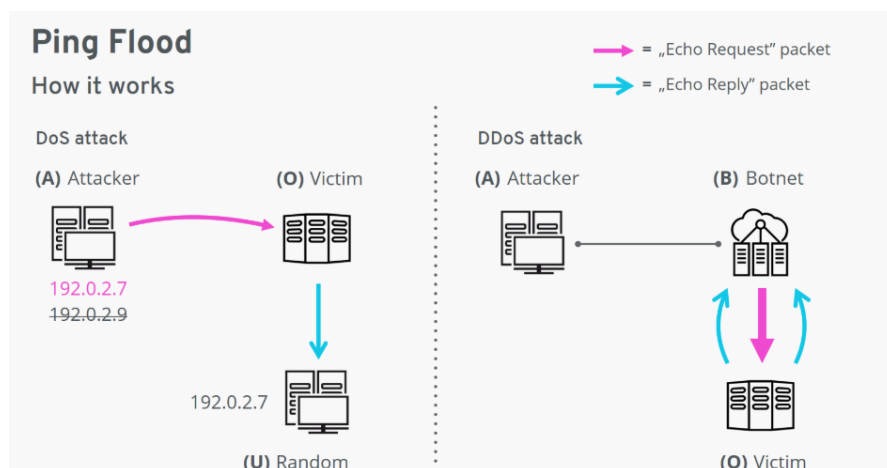 Ping Flood
How it works
= „Echo Request” packet
= „Echo Reply” packet
DoS attack
(A) Attacker
(O) Victim
192.0.2.7
192.0.2.9
192.0.2.7
(U) Random
DDoS attack
(A) Attacker
(B) Botnet
(O) Victim